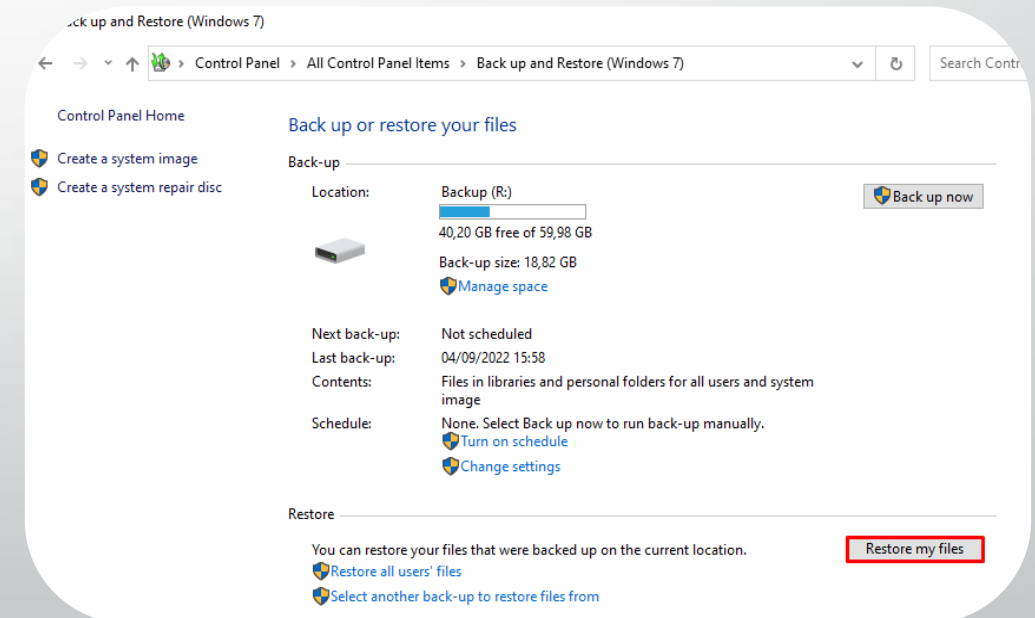 ck up and Restore (Windows 7)
Control Panel > All Control Panel Items > Back up and Restore (Windows 7)
Search Contr
Control Panel Home
Create a system image
Create a system repair disc
Back up or restore your files
Back-up
Location:
Backup (R:)
Back up now
40,20 GB free of 59,98 GB
Back-up size: 18,82 GB
Manage space
Next back-up:
Not scheduled
Last back-up:
04/09/2022 15:58
Contents:
Files in libraries and personal folders for all users and system
image
Schedule:
None. Select Back up now to run back-up manually.
Turn on schedule
Change settings
Restore
You can restore your files that were backed up on the current location.
Restore my files
Restore all users' files
Select another back-up to restore files from